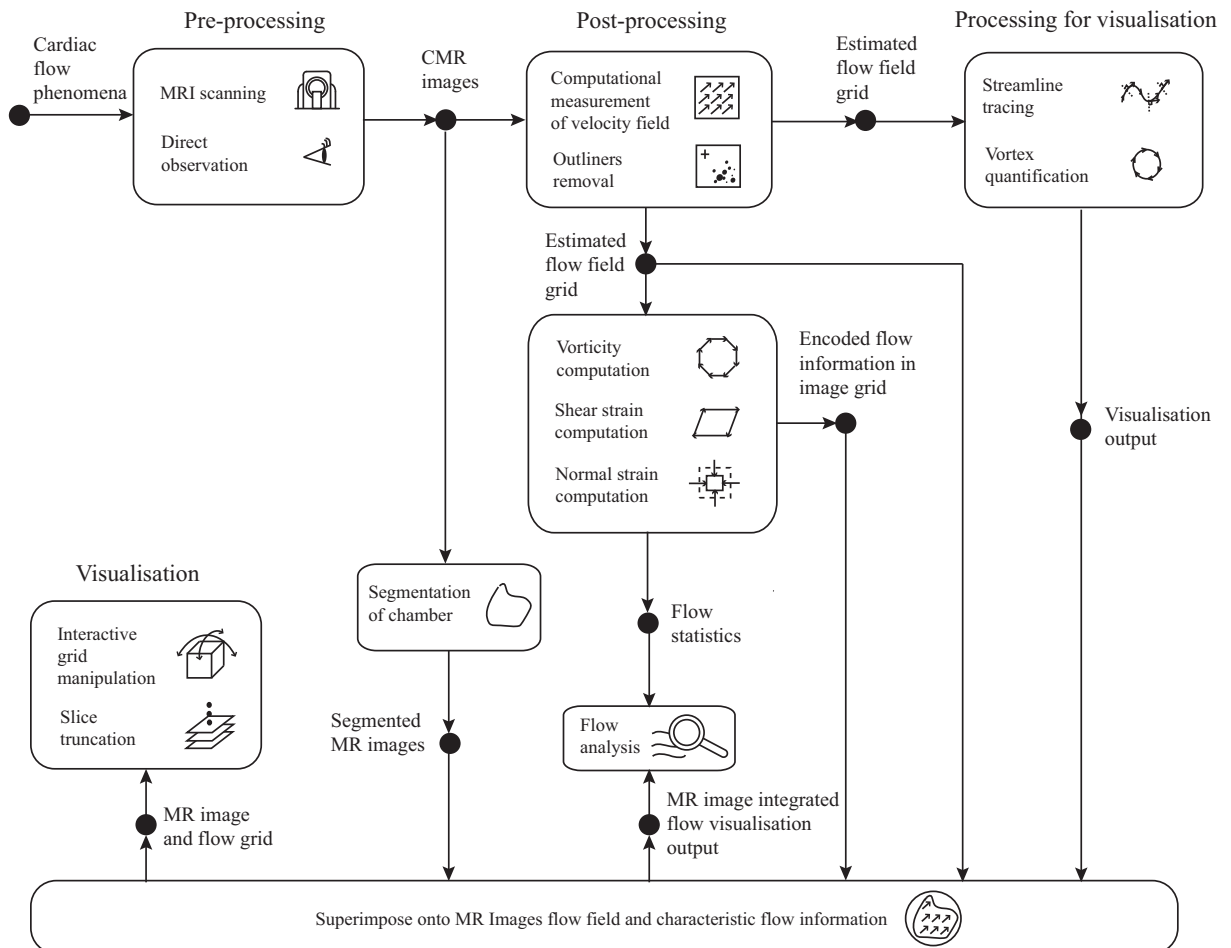 Pre-processing
Post-processing
Processing for visualisation
Cardiac
flow
phenomena
MRI scanning
Direct
observation
CMR
images
Computational
measurement
of velocity field
Outliners
removal
Estimated
flow field
grid
Streamline
tracing
Vortex
quantification
Estimated
flow field
grid
Vorticity
computation
Shear strain
computation
Normal strain
computation
Encoded flow
information in
image grid
Visualisation
output
Visualisation
Interactive
grid
manipulation
Slice
truncation
Segmentation
of chamber
Flow
statistics
Segmented
MR images
Flow
analysis
MR image
and flow grid
MR image integrated
flow visualisation
output
Superimpose onto MR Images flow field and characteristic flow information